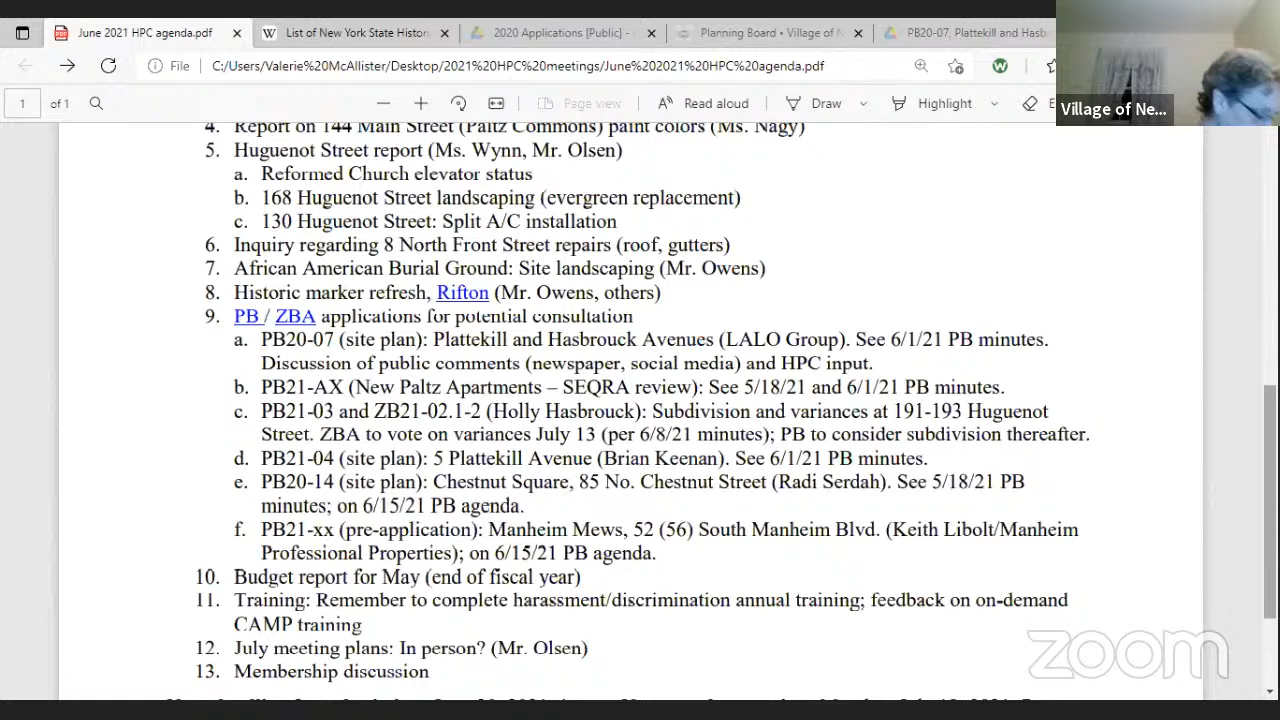 June 2021 HPC agenda.pdf
List of New York State Histori
2020 Applications [Public] -
Planning Board • Village of N
PB20-07, Plattekill and Hasb
File
C:/Users/Valerie%20McAllister/Desktop/2021%20HPC%20meetings/June%202021%20HPC%20agenda.pdf
1 of 1
Page view
Read aloud
Draw
Highlight
Village of Ne...
4. Report on 144 Main Street (Paltz Commons) paint colors (Ms. Nagy)
5. Huguenot Street report (Ms. Wynn, Mr. Olsen)
a. Reformed Church elevator status
b. 168 Huguenot Street landscaping (evergreen replacement)
c. 130 Huguenot Street: Split A/C installation
6. Inquiry regarding 8 North Front Street repairs (roof, gutters)
7. African American Burial Ground: Site landscaping (Mr. Owens)
8. Historic marker refresh, Rifton (Mr. Owens, others)
9. PB / ZBA applications for potential consultation
a. PB20-07 (site plan): Plattekill and Hasbrouck Avenues (LALO Group). See 6/1/21 PB minutes.
Discussion of public comments (newspaper, social media) and HPC input.
b. PB21-AX (New Paltz Apartments – SEQRA review): See 5/18/21 and 6/1/21 PB minutes.
c. PB21-03 and ZB21-02.1-2 (Holly Hasbrouck): Subdivision and variances at 191-193 Huguenot
Street. ZBA to vote on variances July 13 (per 6/8/21 minutes); PB to consider subdivision thereafter.
d. PB21-04 (site plan): 5 Plattekill Avenue (Brian Keenan). See 6/1/21 PB minutes.
e. PB20-14 (site plan): Chestnut Square, 85 No. Chestnut Street (Radi Serdah). See 5/18/21 PB
minutes; on 6/15/21 PB agenda.
f. PB21-xx (pre-application): Manheim Mews, 52 (56) South Manheim Blvd. (Keith Libolt/Manheim
Professional Properties); on 6/15/21 PB agenda.
10. Budget report for May (end of fiscal year)
11. Training: Remember to complete harassment/discrimination annual training; feedback on on-demand
CAMP training
12. July meeting plans: In person? (Mr. Olsen)
13. Membership discussion
zoom